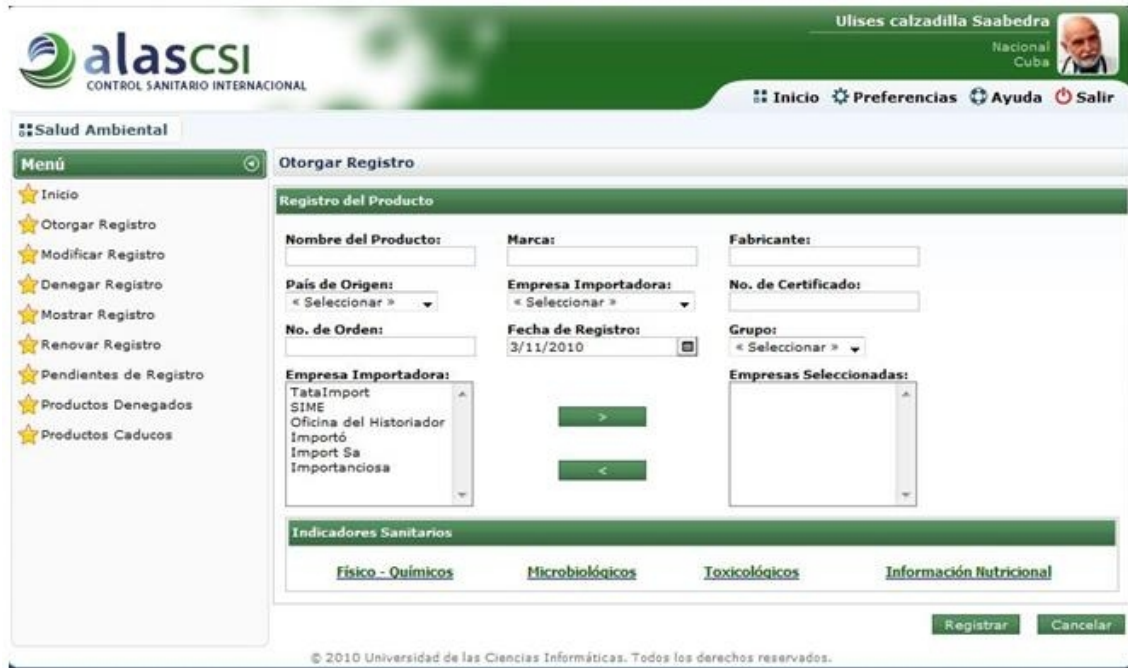 Ulises calzadilla Saabedra
Nacional
Cuba
alascsi
CONTROL SANITARIO INTERNACIONAL
Inicio Preferencias Ayuda Salir
Salud Ambiental
Menú
Inicio
Otorgar Registro
Modificar Registro
Denegar Registro
Mostrar Registro
Renovar Registro
Pendientes de Registro
Productos Denegados
Productos Caducos
Otorgar Registro
Registro del Producto
Nombre del Producto: Marca: Fabricante:
País de Origen: Empresa Importadora: No. de Certificado:
« Seleccionar » « Seleccionar »
No. de Orden: Fecha de Registro: Grupo:
3/11/2010 « Seleccionar »
Empresa Importadora: Empresas Seleccionadas:
TataImport
SIME
Oficina del Historiador
Importó
Import Sa
Importanciosa
>
<
Indicadores Sanitarios
Físico - Químicos Microbiológicos Toxicológicos Información Nutricional
Registrar Cancelar
© 2010 Universidad de las Ciencias Informáticas. Todos los derechos reservados.